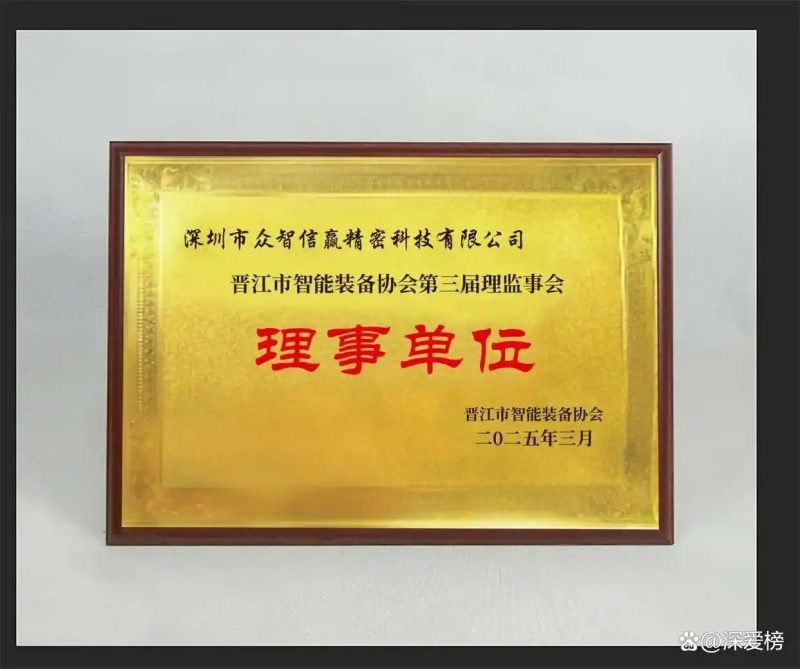 深圳市众智信赢精密科技有限公司
晋江市智能装备协会第三届理监事会
理事单位
晋江市智能装备协会
二〇二五年三月
@深爱榜